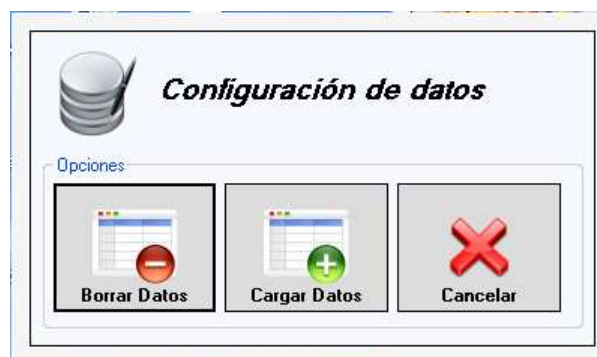 Configuración de datos
Opciones
Borrar Datos
Cargar Datos
Cancelar